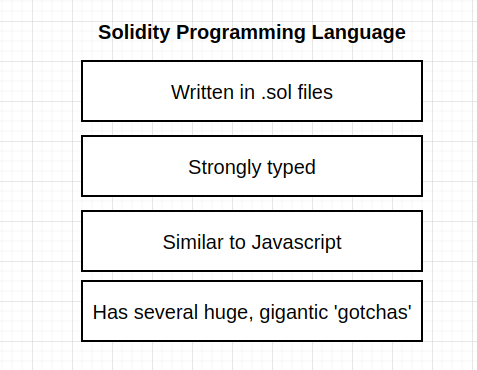 Solidity Programming Language
Written in .sol files
Strongly typed
Similar to Javascript
Has several huge, gigantic 'gotchas'